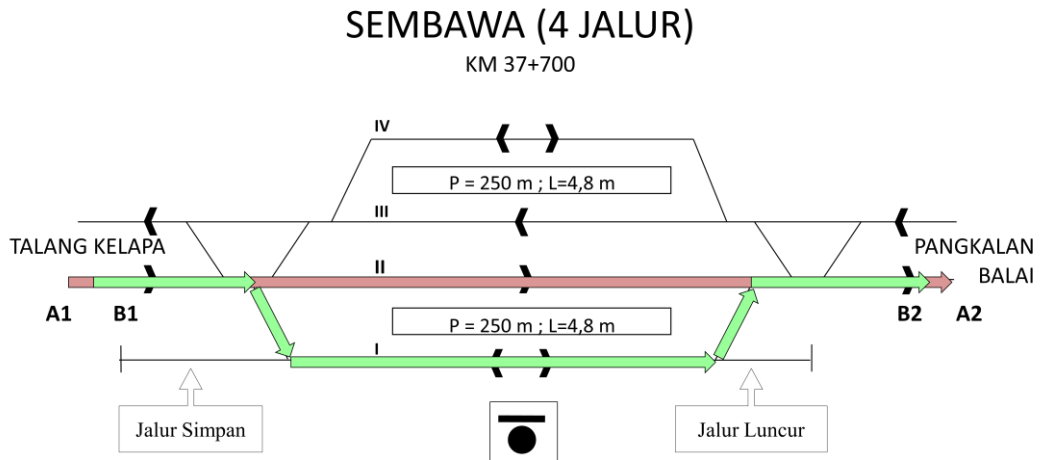 SEMBAWA (4 JALUR)
KM 37+700
IV
P = 250 m ; L=4,8 m
III
TALANG KELAPA
PANGKALAN
BALAI
II
A1
B1
B2
A2
P = 250 m ; L=4,8 m
I
Jalur Simpan
Jalur Luncur